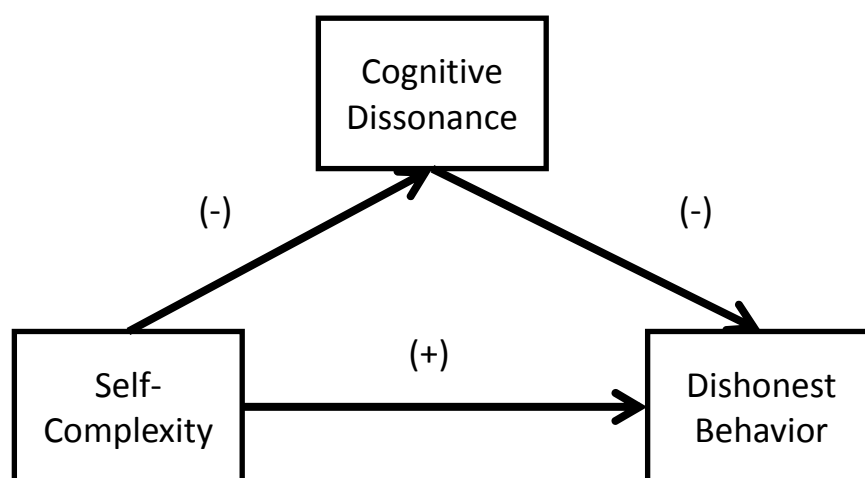 Cognitive
Dissonance
(-)
(-)
(+)
Self-
Complexity
Dishonest
Behavior